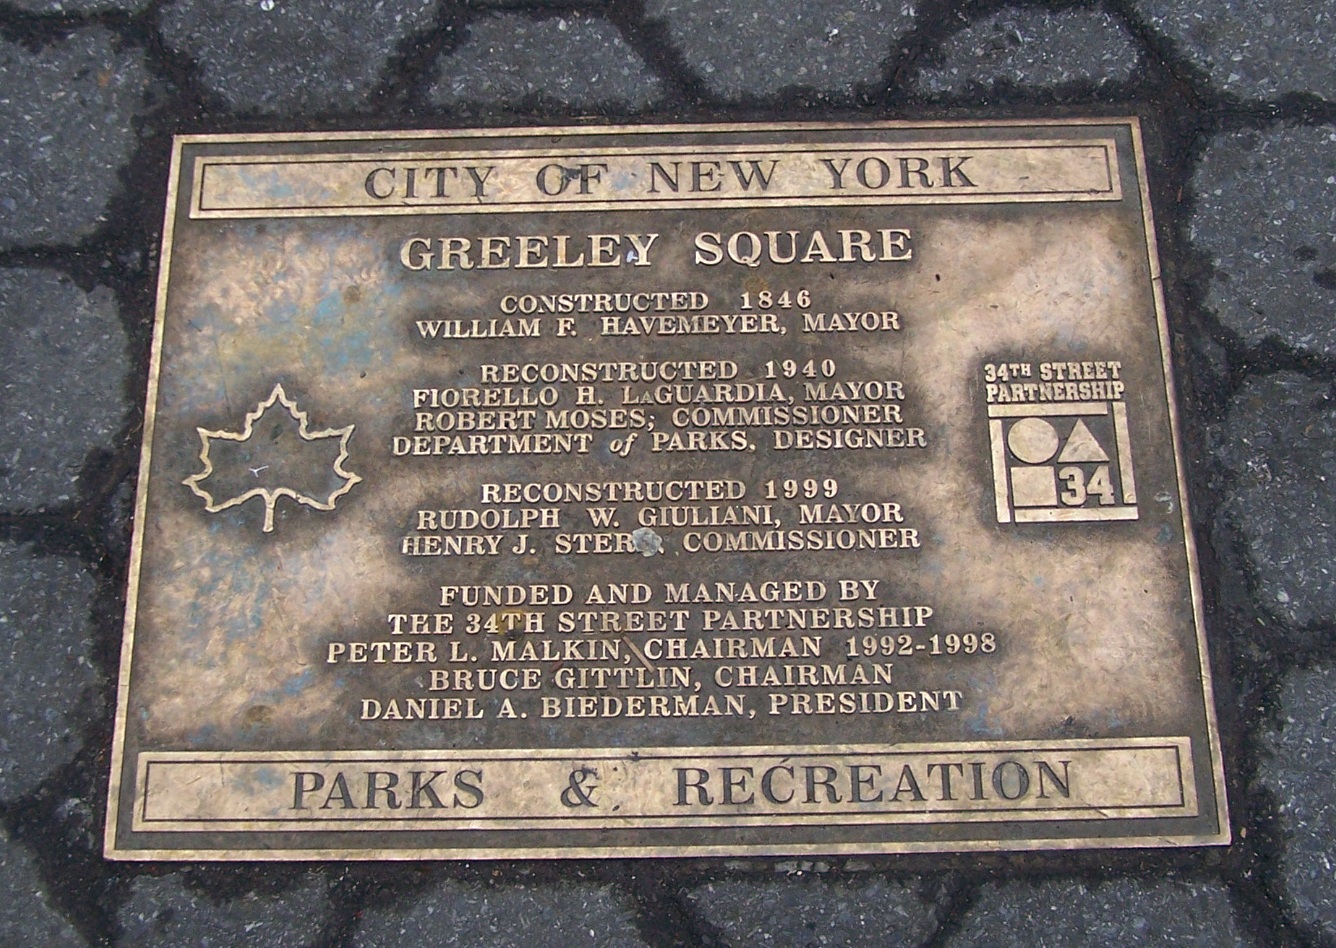 CITY OF NEW YORK
GREELEY SQUARE
CONSTRUCTED 1846
WILLIAM F. HAVEMEYER, MAYOR
RECONSTRUCTED 1940
FIORELLO H. LaGUARDIA, MAYOR
ROBERT MOSES, COMMISSIONER
DEPARTMENT of PARKS, DESIGNER
RECONSTRUCTED 1999
RUDOLPH W. GIULIANI, MAYOR
HENRY J. COMMISSIONER
FUNDED AND MANAGED BY
THE 34TH STREET PARTNERSHIP
PETER L. MALKIN, CHAIRMAN 1992-1998
BRUCE GITTLIN, CHAIRMAN
DANIEL A. BIEDERMAN, PRESIDENT
34TH STREET
PARTNERSHIP
34
PARKS & RECREATION